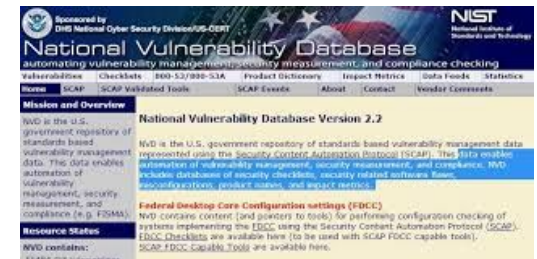 Sponsored by
DHS National Cyber Security Division/US-CERT
NIST
National Institute of
Standards and Technology
National Vulnerability Database
automating vulnerability management, security measurement, and compliance checking
Vulnerabilities Checklists 800-53/800-53A Product Dictionary Impact Metrics Data Feeds Statistics
Home SCAP SCAP Validated Tools SCAP Events About Contact Vendor Comments
Mission and Overview
NVD is the U.S.
government repository of
standards based
vulnerability management
data. This data enables
automation of
vulnerability
management, security
measurement, and
compliance (e.g. FISMA).
Resource Status
NVD contains:
National Vulnerability Database Version 2.2
NVD is the U.S. government repository of standards based vulnerability management data
represented using the Security Content Automation Protocol (SCAP). This data enables
automation of vulnerability management, security measurement, and compliance. NVD
includes databases of security checklists, security related software flaws,
misconfigurations, product names, and impact metrics.
Federal Desktop Core Configuration settings (FDCC)
NVD contains content (and pointers to tools) for performing configuration checking of
systems implementing the FDCC using the Security Content Automation Protocol (SCAP).
FDCC Checklists are available here (to be used with SCAP FDCC capable tools).
SCAP FDCC Capable Tools are available here.